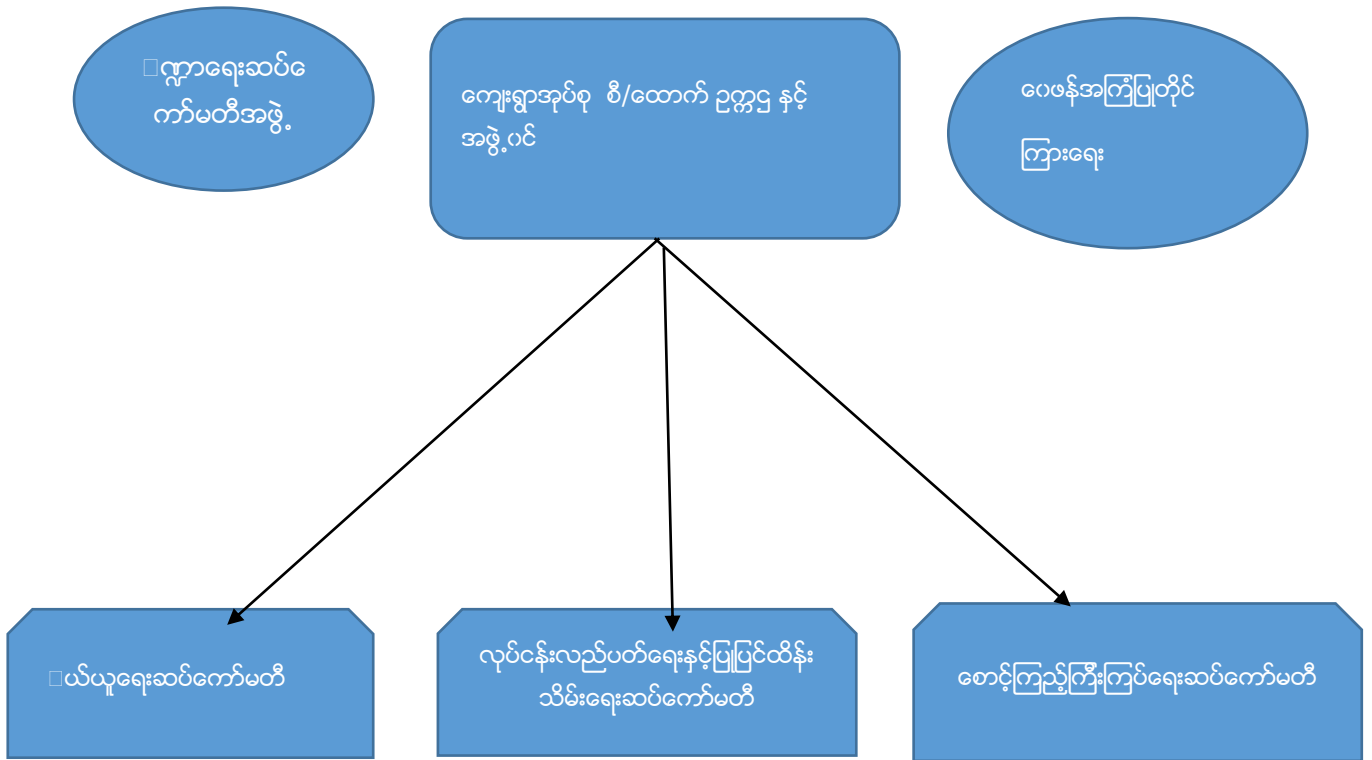 □ဏ္ဍာရေးဆပ်ေ
ကာ်မတီအဖွဲ့
ကျေးရွာအုပ်စု စီ/ထောက် ဥက္ကဌ နှင့်
အဖွဲ့ဝင်
ဝေဖန်အကြံပြုတိုင်
ကြားရေး
□ယ်ယူရေးဆပ်ကော်မတီ
လုပ်ငန်းလည်ပတ်ရေးနှင့်ပြုပြင်ထိန်း
သိမ်းရေးဆပ်ကော်မတီ
စောင့်ကြည့်ကြီးကြပ်ရေးဆပ်ကော်မတီ